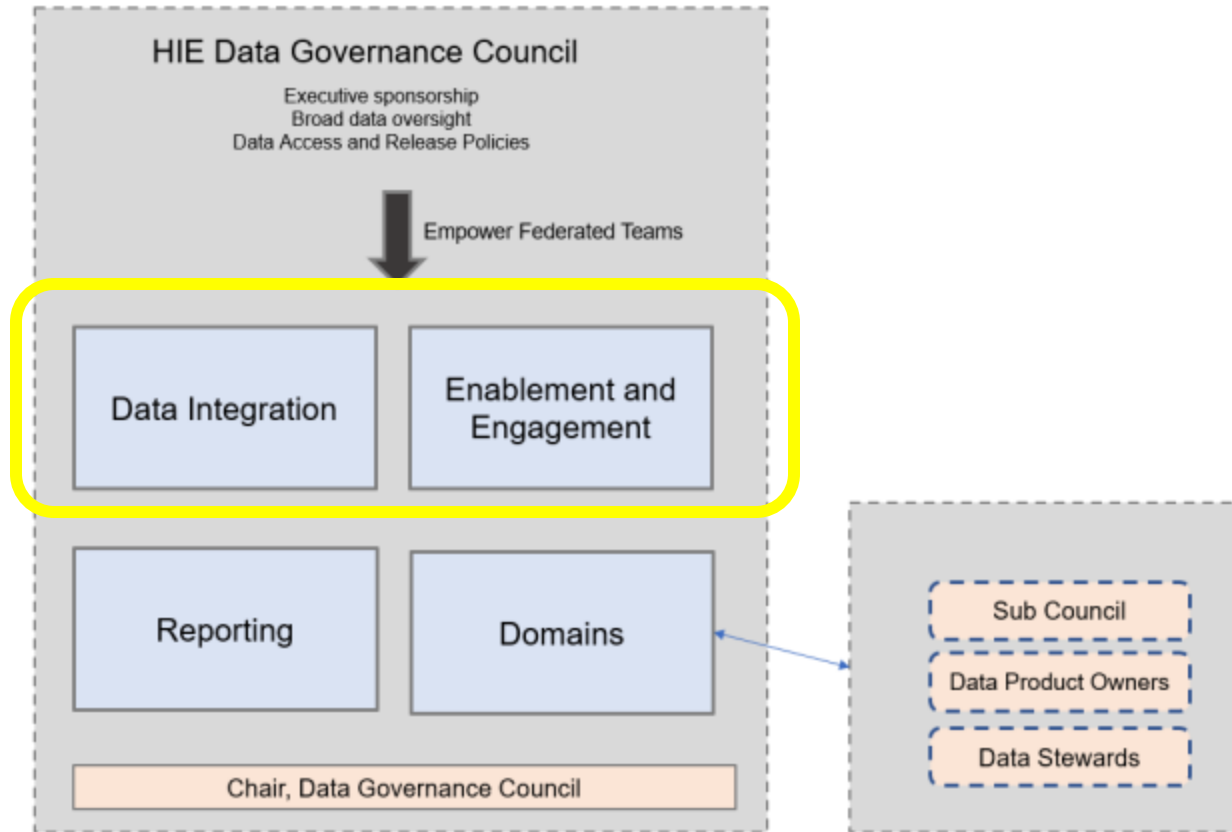 HIE Data Governance Council
Executive sponsorship
Broad data oversight
Data Access and Release Policies
Empower Federated Teams
Data Integration
Enablement and
Engagement
Reporting
Domains
Sub Council
Data Product Owners
Data Stewards
Chair, Data Governance Council